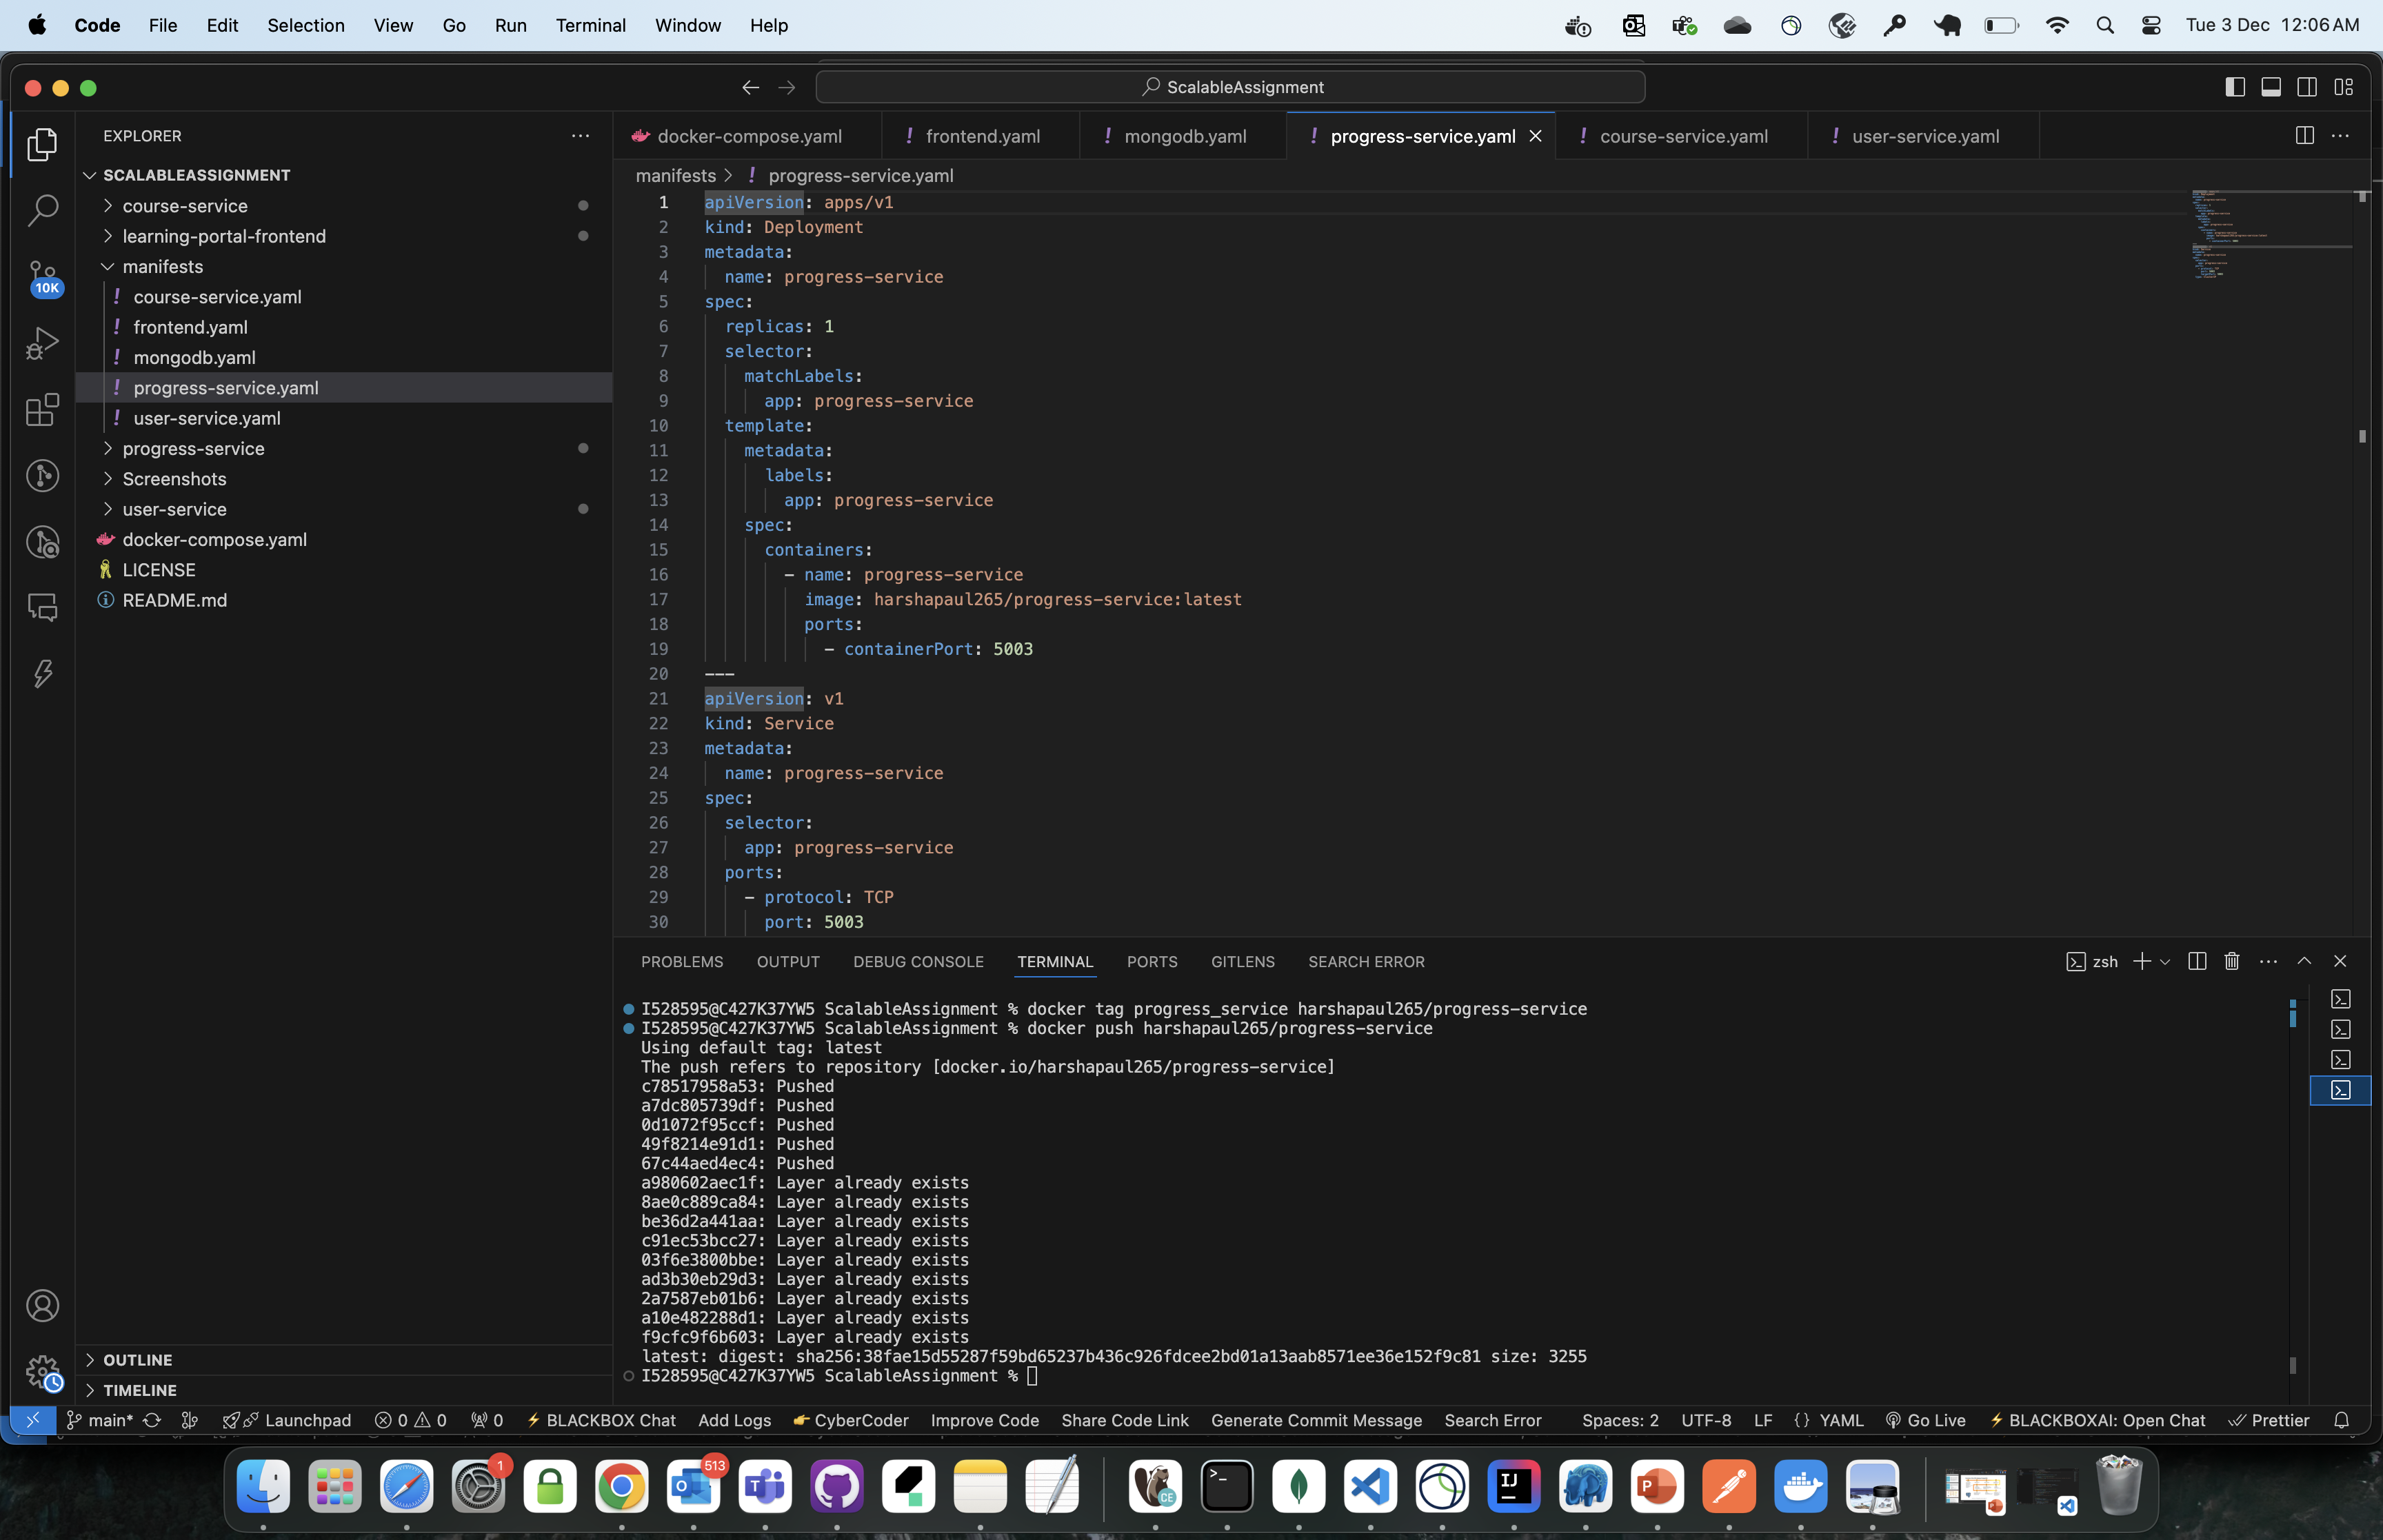 Code File Edit Selection View Go Run Terminal Window Help Tue 3 Dec 12:06 AM
ScalableAssignment
EXPLORER
SCALABLEASSIGNMENT
course-service
learning-portal-frontend
manifests
! course-service.yaml
! frontend.yaml
! mongodb.yaml
! progress-service.yaml
! user-service.yaml
progress-service
Screenshots
user-service
docker-compose.yaml
LICENSE
README.md
OUTLINE
TIMELINE
10K
docker-compose.yaml ! frontend.yaml ! mongodb.yaml ! progress-service.yaml ! course-service.yaml ! user-service.yaml
manifests > ! progress-service.yaml
1 apiVersion: apps/v1
2 kind: Deployment
3 metadata:
4 name: progress-service
5 spec:
6 replicas: 1
7 selector:
8 matchLabels:
9 app: progress-service
10 template:
11 metadata:
12 labels:
13 app: progress-service
14 spec:
15 containers:
16 - name: progress-service
17 image: harshapaul265/progress-service:latest
18 ports:
19 - containerPort: 5003
20 ---
21 apiVersion: v1
22 kind: Service
23 metadata:
24 name: progress-service
25 spec:
26 selector:
27 app: progress-service
28 ports:
29 - protocol: TCP
30 port: 5003
PROBLEMS OUTPUT DEBUG CONSOLE TERMINAL PORTS GITLENS SEARCH ERROR zsh
I528595@C427K37YW5 ScalableAssignment % docker tag progress_service harshapaul265/progress-service
I528595@C427K37YW5 ScalableAssignment % docker push harshapaul265/progress-service
Using default tag: latest
The push refers to repository [docker.io/harshapaul265/progress-service]
c78517958a53: Pushed
a7dc805739df: Pushed
0d1072f95ccf: Pushed
49f8214e91d1: Pushed
67c44aed4ec4: Pushed
a980602aec1f: Layer already exists
8ae0c889ca84: Layer already exists
be36d2a441aa: Layer already exists
c91ec53bcc27: Layer already exists
03f6e3800bbe: Layer already exists
ad3b30eb29d3: Layer already exists
2a7587eb01b6: Layer already exists
a10e482288d1: Layer already exists
f9cfc9f6b603: Layer already exists
latest: digest: sha256:38fae15d55287f59bd65237b436c926fdcee2bd01a13aab8571ee36e152f9c81 size: 3255
I528595@C427K37YW5 ScalableAssignment %
main* Launchpad 0 0 0 BLACKBOX Chat Add Logs CyberCoder Improve Code Share Code Link Generate Commit Message Search Error Spaces: 2 UTF-8 LF {} YAML Go Live BLACKBOXAI: Open Chat Prettier
1 513
CE
IJ